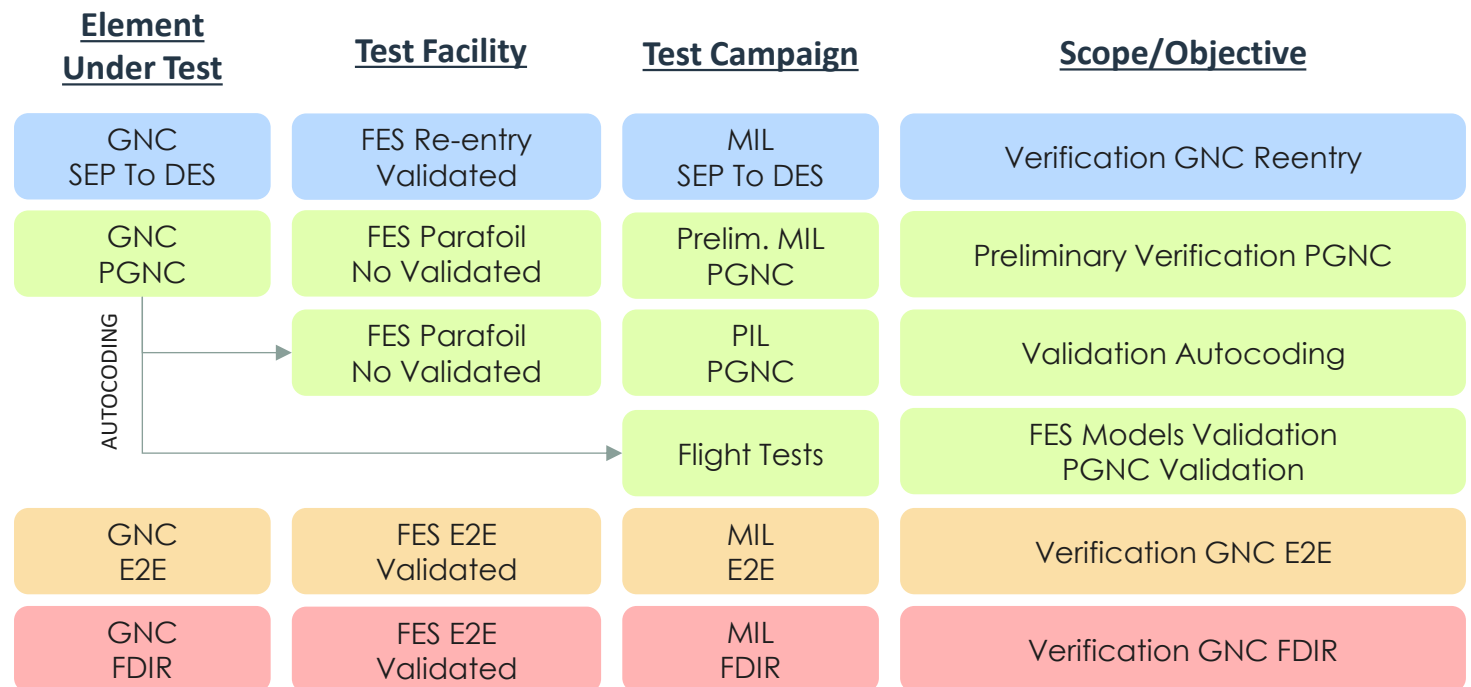 Element
Under Test
Test Facility
Test Campaign
Scope/Objective
GNC
SEP To DES
FES Re-entry
Validated
MIL
SEP To DES
Verification GNC Reentry
GNC
PGNC
FES Parafoil
No Validated
Prelim. MIL
PGNC
Preliminary Verification PGNC
AUTOCODING
FES Parafoil
No Validated
PIL
PGNC
Validation Autocoding
Flight Tests
FES Models Validation
PGNC Validation
GNC
E2E
FES E2E
Validated
MIL
E2E
Verification GNC E2E
GNC
FDIR
FES E2E
Validated
MIL
FDIR
Verification GNC FDIR